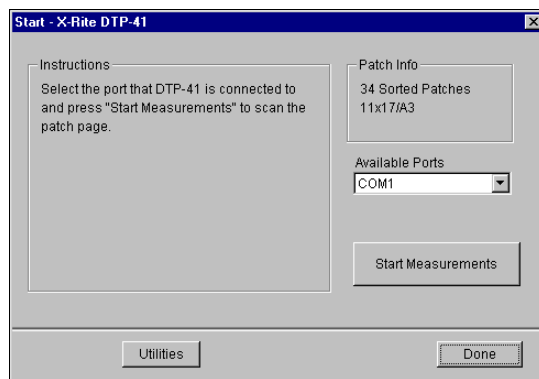 Start - X-Rite DTP-41
Instructions
Select the port that DTP-41 is connected to
and press "Start Measurements" to scan the
patch page.
Patch Info
34 Sorted Patches
11x17/A3
Available Ports
COM1
Start Measurements
Utilities
Done